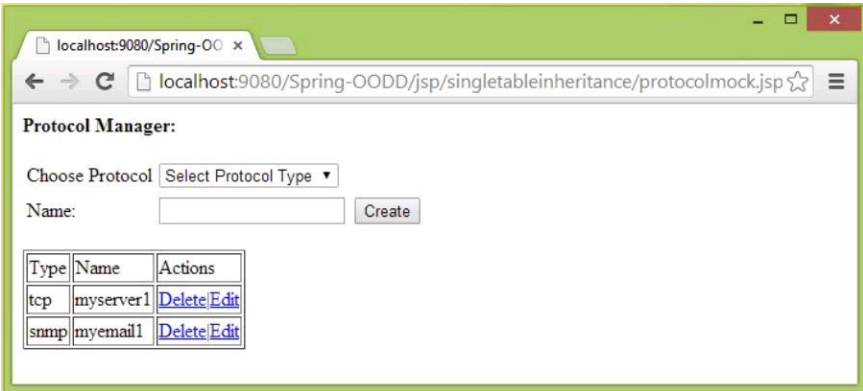 localhost:9080/Spring-OO
localhost:9080/Spring-OODD/jsp/singletableinheritance/protocolmock.jsp
Protocol Manager:
Choose Protocol Select Protocol Type
Name: Create
Type Name Actions
tcp myserver1 Delete|Edit
snmp myemail1 Delete|Edit